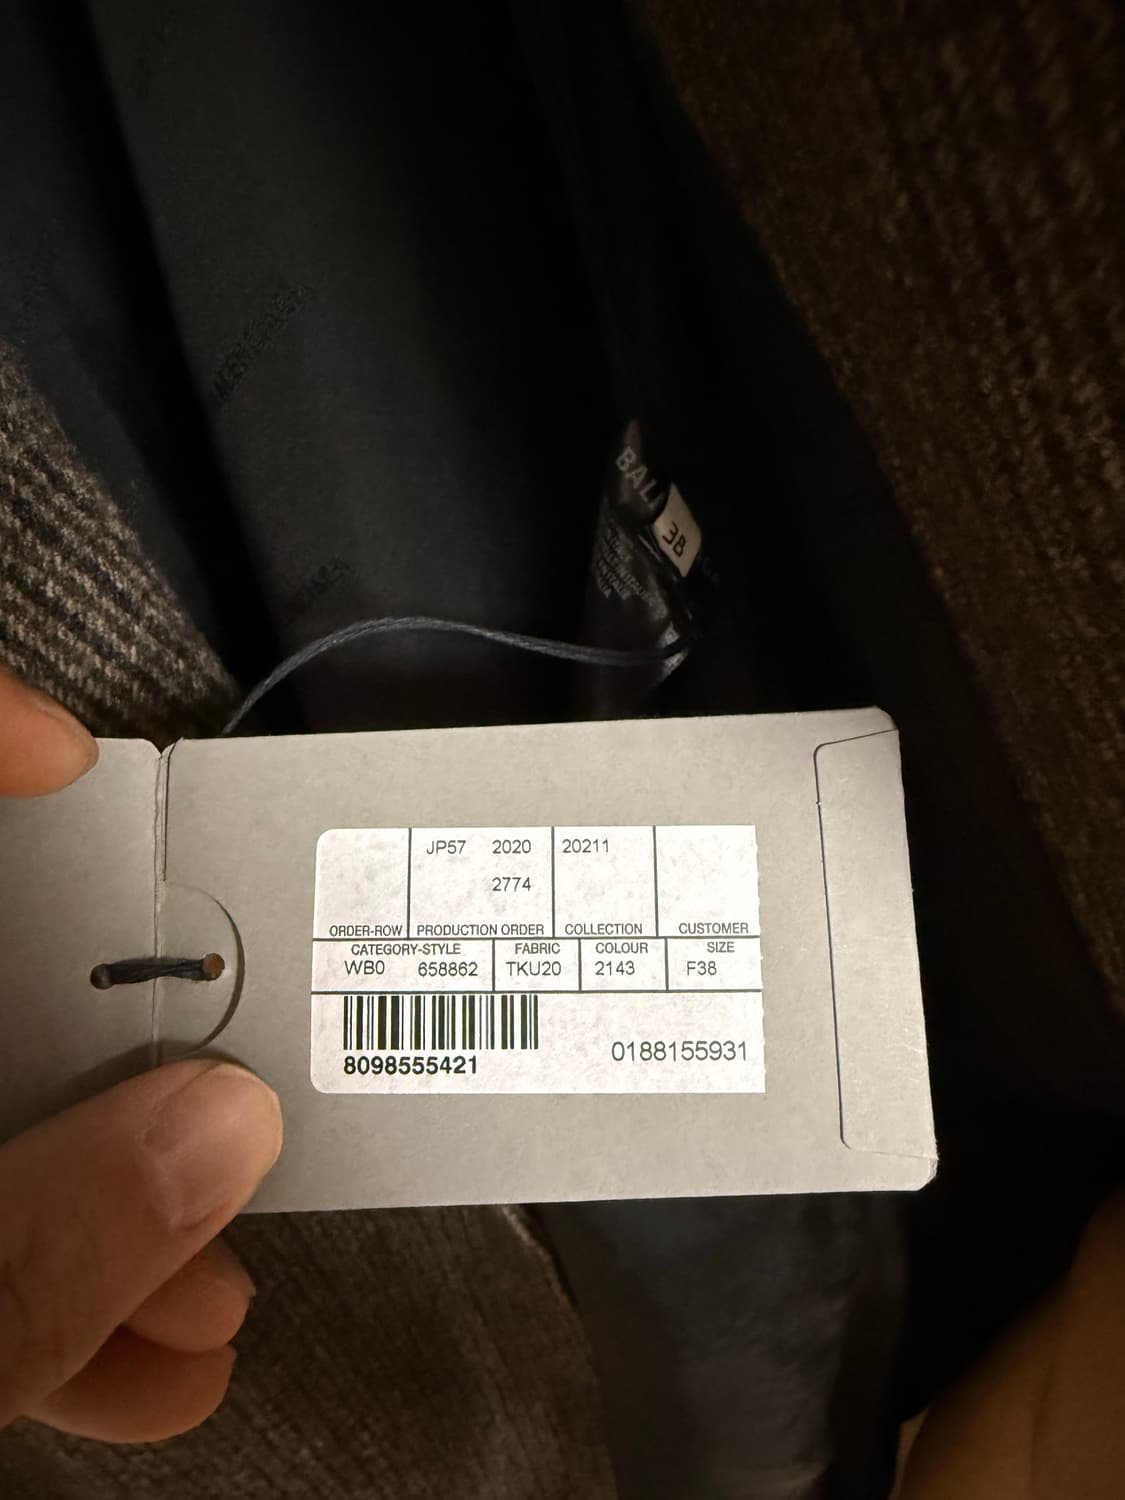 BAL
38
JP57 2020 20211
2774
ORDER-ROW PRODUCTION ORDER COLLECTION CUSTOMER
CATEGORY-STYLE FABRIC COLOUR SIZE
WB0 658862 TKU20 2143 F38
8098555421 0188155931